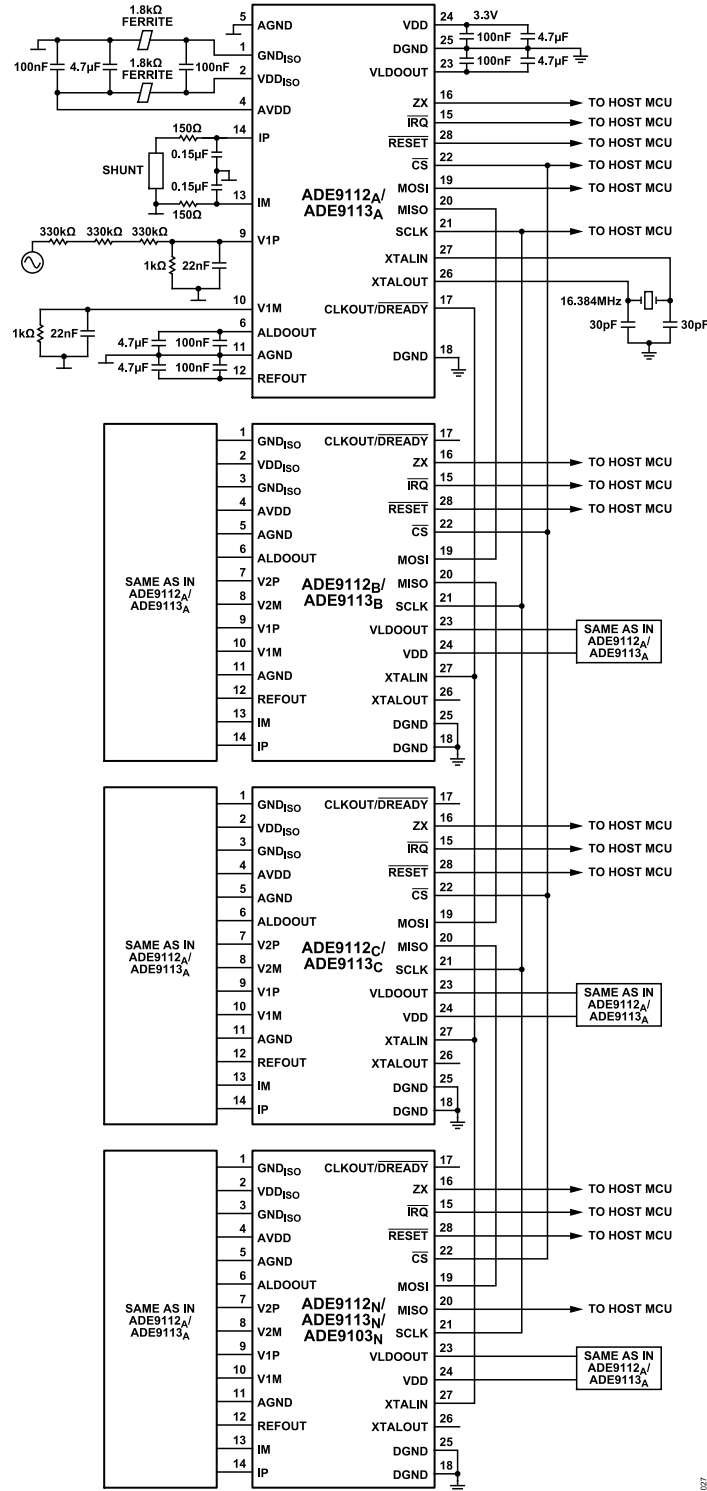 1.8kΩ
FERRITE
1.8kΩ
FERRITE
100nF
4.7µF
100nF
5
AGND
1
GNDISO
2
VDDISO
4
AVDD
150Ω
14
IP
0.15µF
SHUNT
0.15µF
13
IM
150Ω
330kΩ
330kΩ
330kΩ
9
V1P
1kΩ
22nF
10
V1M
1kΩ
22nF
6
ALDOOUT
4.7µF
100nF
11
AGND
4.7µF
100nF
12
REFOUT
ADE9112A/
ADE9113A
VDD
24
3.3V
100nF
4.7µF
DGND
25
100nF
4.7µF
VLDOOUT
23
ZX
16
TO HOST MCU
IRQ
15
TO HOST MCU
RESET
28
TO HOST MCU
CS
22
TO HOST MCU
MOSI
19
TO HOST MCU
MISO
20
SCLK
21
TO HOST MCU
XTALIN
27
XTALOUT
26
16.384MHz
30pF
30pF
CLKOUT/DREADY
17
DGND
18
SAME AS IN
ADE9112A/
ADE9113A
1
GNDISO
2
VDDISO
3
GNDISO
4
AVDD
5
AGND
6
ALDOOUT
7
V2P
8
V2M
9
V1P
10
V1M
11
AGND
12
REFOUT
13
IM
14
IP
ADE9112B/
ADE9113B
CLKOUT/DREADY
17
ZX
16
TO HOST MCU
IRQ
15
TO HOST MCU
RESET
28
TO HOST MCU
CS
22
MOSI
19
MISO
20
SCLK
21
VLDOOUT
23
VDD
24
SAME AS IN
ADE9112A/
ADE9113A
XTALIN
27
XTALOUT
26
DGND
25
DGND
18
SAME AS IN
ADE9112A/
ADE9113A
1
GNDISO
2
VDDISO
3
GNDISO
4
AVDD
5
AGND
6
ALDOOUT
7
V2P
8
V2M
9
V1P
10
V1M
11
AGND
12
REFOUT
13
IM
14
IP
ADE9112C/
ADE9113C
CLKOUT/DREADY
17
ZX
16
TO HOST MCU
IRQ
15
TO HOST MCU
RESET
28
TO HOST MCU
CS
22
MOSI
19
MISO
20
SCLK
21
VLDOOUT
23
VDD
24
SAME AS IN
ADE9112A/
ADE9113A
XTALIN
27
XTALOUT
26
DGND
25
DGND
18
SAME AS IN
ADE9112A/
ADE9113A
1
GNDISO
2
VDDISO
3
GNDISO
4
AVDD
5
AGND
6
ALDOOUT
7
V2P
8
V2M
9
V1P
10
V1M
11
AGND
12
REFOUT
13
IM
14
IP
ADE9112N/
ADE9113N/
ADE9103N
CLKOUT/DREADY
17
ZX
16
TO HOST MCU
IRQ
15
TO HOST MCU
RESET
28
TO HOST MCU
CS
22
MOSI
19
MISO
20
TO HOST MCU
SCLK
21
VLDOOUT
23
VDD
24
SAME AS IN
ADE9112A/
ADE9113A
XTALIN
27
XTALOUT
26
DGND
25
DGND
18
027